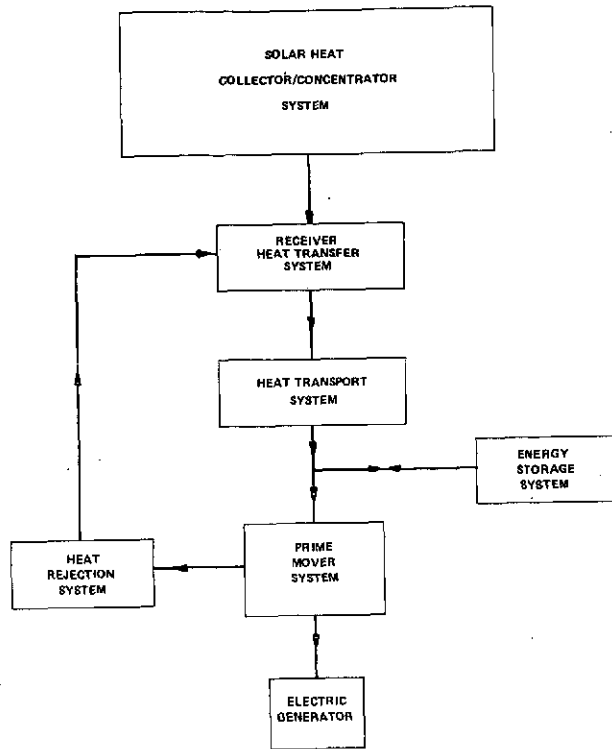 SOLAR HEAT
COLLECTOR/CONCENTRATOR
SYSTEM
RECEIVER
HEAT TRANSFER
SYSTEM
HEAT TRANSPORT
SYSTEM
ENERGY
STORAGE
SYSTEM
PRIME
MOVER
SYSTEM
HEAT
REJECTION
SYSTEM
ELECTRIC
GENERATOR